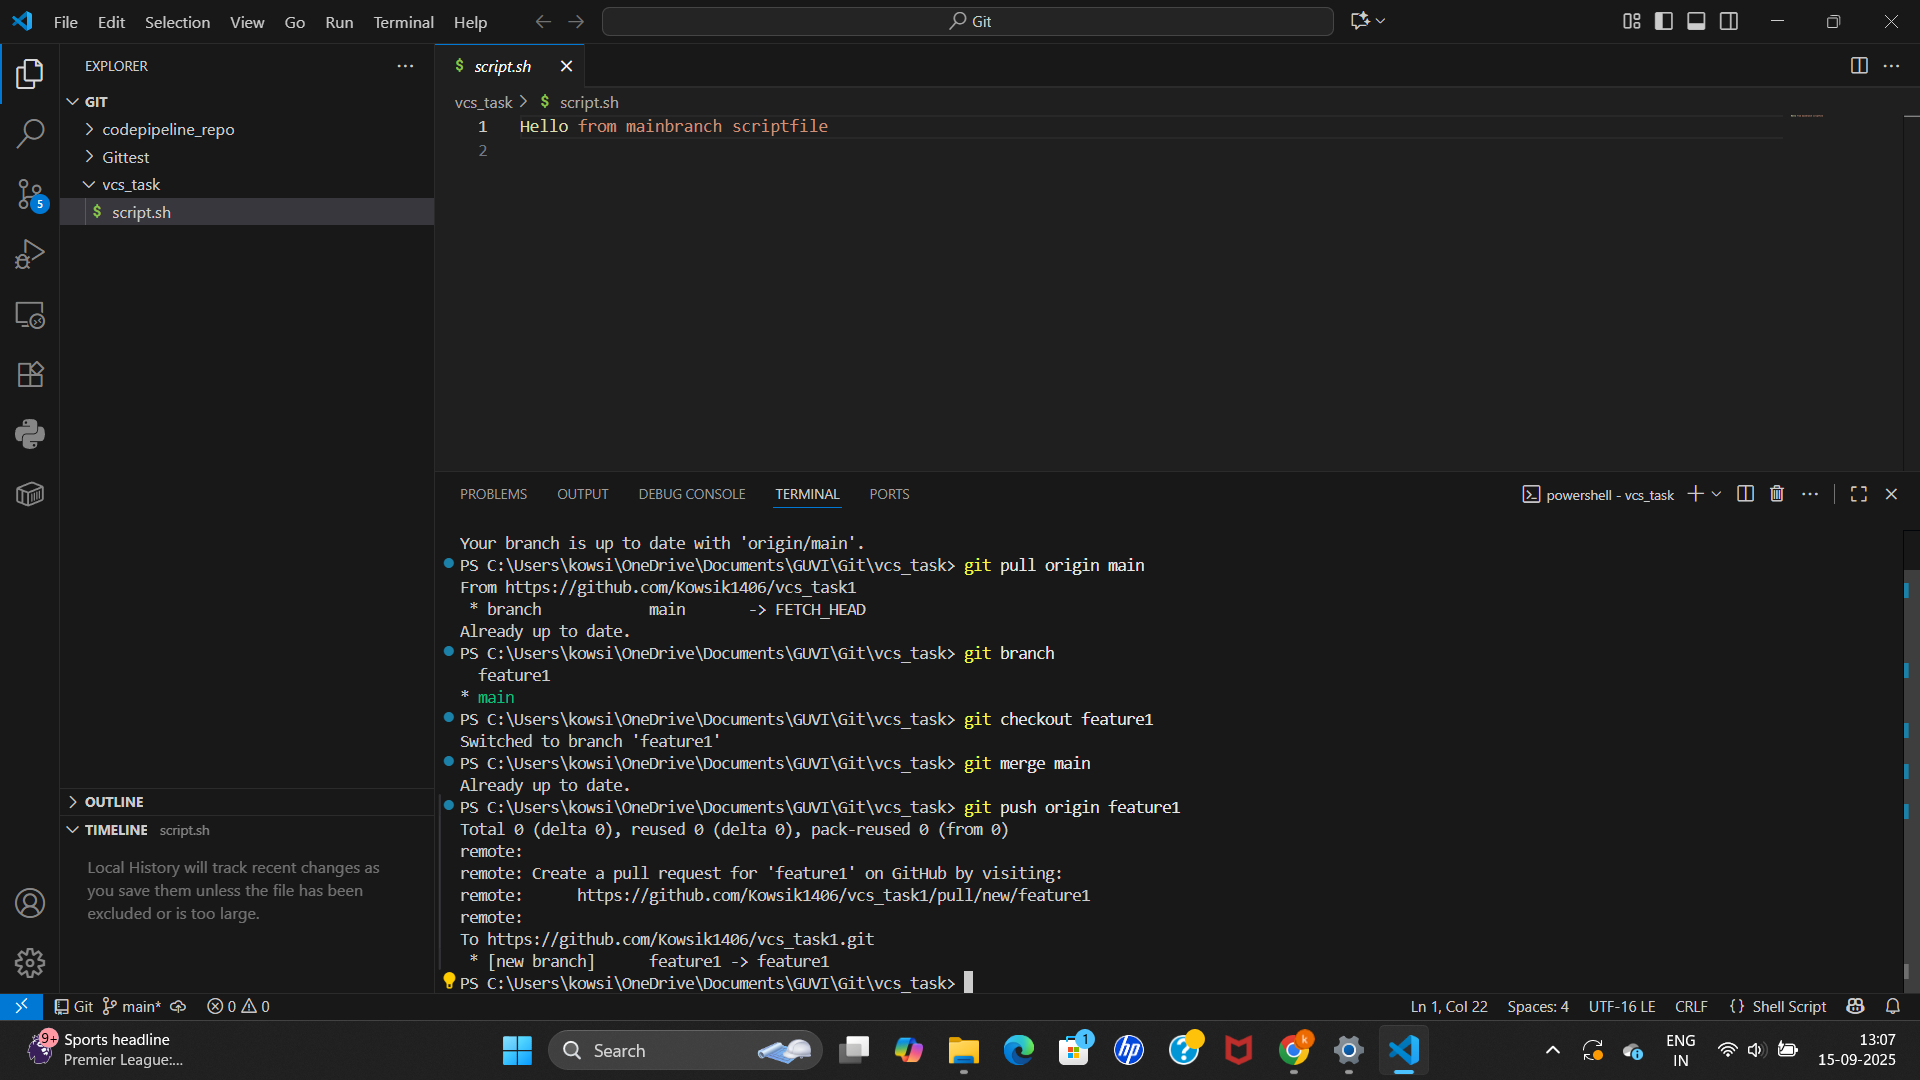 File Edit Selection View Go Run Terminal Help
Git
EXPLORER
GIT
codepipeline_repo
Gittest
vcs_task
$ script.sh
5
OUTLINE
TIMELINE script.sh
Local History will track recent changes as
you save them unless the file has been
excluded or is too large.
$ script.sh
vcs_task > $ script.sh
1 Hello from mainbranch scriptfile
2
PROBLEMS OUTPUT DEBUG CONSOLE TERMINAL PORTS
powershell - vcs_task
Your branch is up to date with 'origin/main'.
PS C:\Users\kowsi\OneDrive\Documents\GUVI\Git\vcs_task> git pull origin main
From https://github.com/Kowsik1406/vcs_task1
* branch main -> FETCH_HEAD
Already up to date.
PS C:\Users\kowsi\OneDrive\Documents\GUVI\Git\vcs_task> git branch
feature1
* main
PS C:\Users\kowsi\OneDrive\Documents\GUVI\Git\vcs_task> git checkout feature1
Switched to branch 'feature1'
PS C:\Users\kowsi\OneDrive\Documents\GUVI\Git\vcs_task> git merge main
Already up to date.
PS C:\Users\kowsi\OneDrive\Documents\GUVI\Git\vcs_task> git push origin feature1
Total 0 (delta 0), reused 0 (delta 0), pack-reused 0 (from 0)
remote:
remote: Create a pull request for 'feature1' on GitHub by visiting:
remote: https://github.com/Kowsik1406/vcs_task1/pull/new/feature1
remote:
To https://github.com/Kowsik1406/vcs_task1.git
* [new branch] feature1 -> feature1
PS C:\Users\kowsi\OneDrive\Documents\GUVI\Git\vcs_task>
Git main* 0 0
Ln 1, Col 22 Spaces: 4 UTF-16 LE CRLF {} Shell Script
9+
Sports headline
Premier League:...
Search
1
hp
?
k
ENG
IN
13:07
15-09-2025